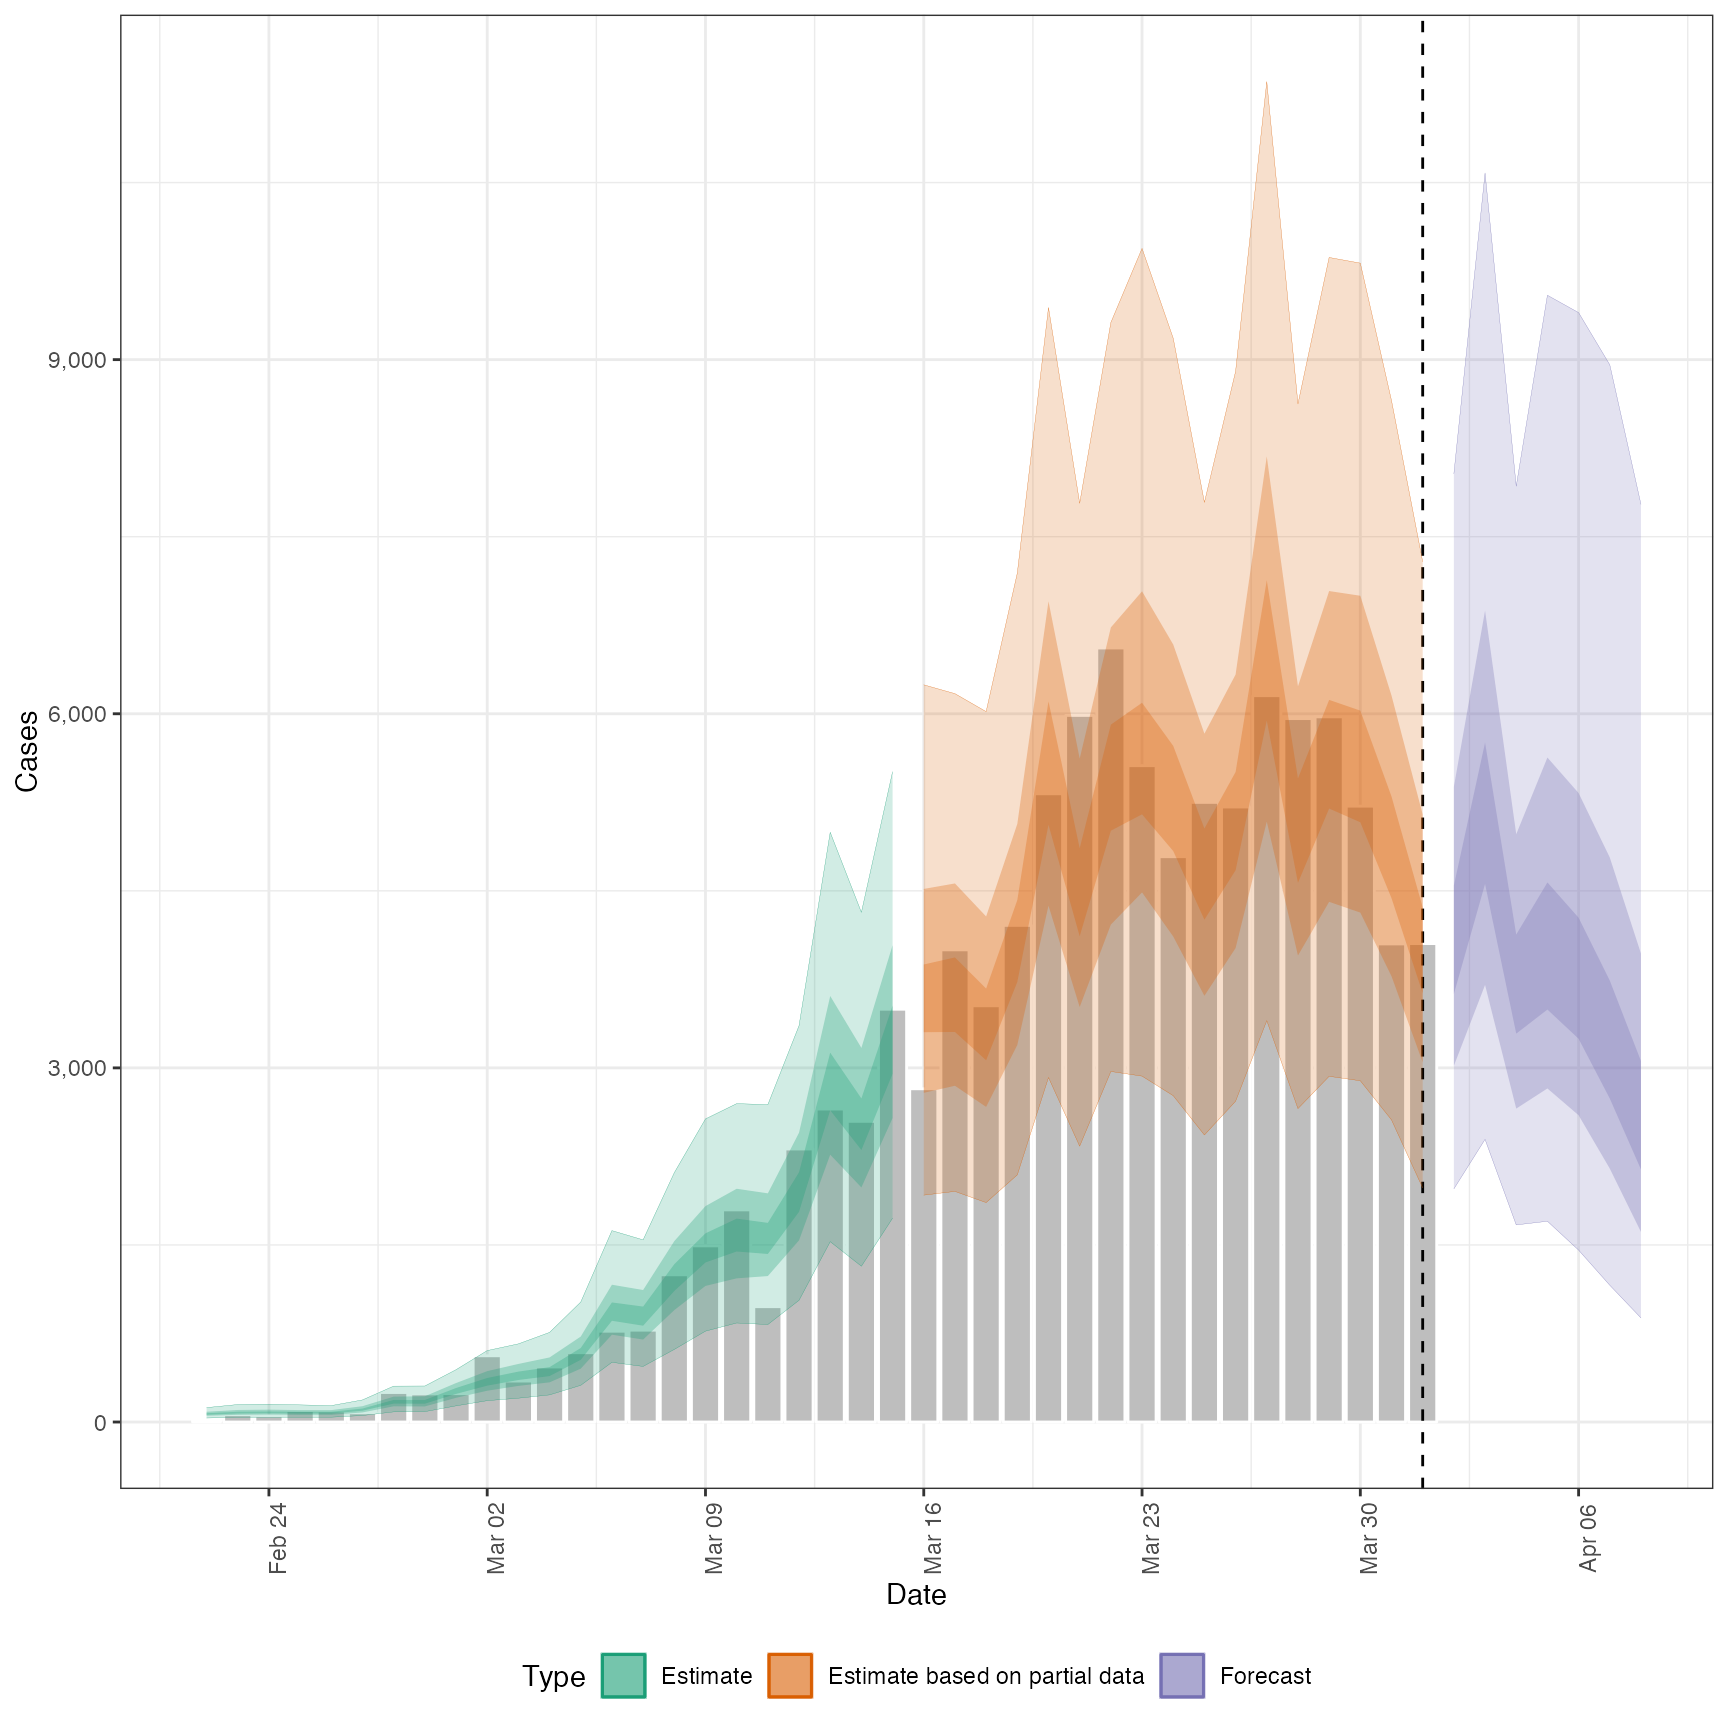 9,000
6,000
3,000
0
Cases
Feb 24
Mar 02
Mar 09
Mar 16
Mar 23
Mar 30
Apr 06
Date
Type Estimate Estimate based on partial data Forecast